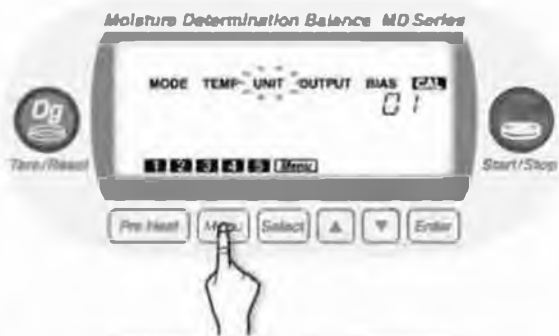 Moisture Determination Balance MD Series
MODE TEMP UNIT OUTPUT BIAS CAL
01
Dg
Tare/Reset
Start/Stop
1 2 3 4 5 Menu
Pre Heat Menu Select ▲ ▼ Enter